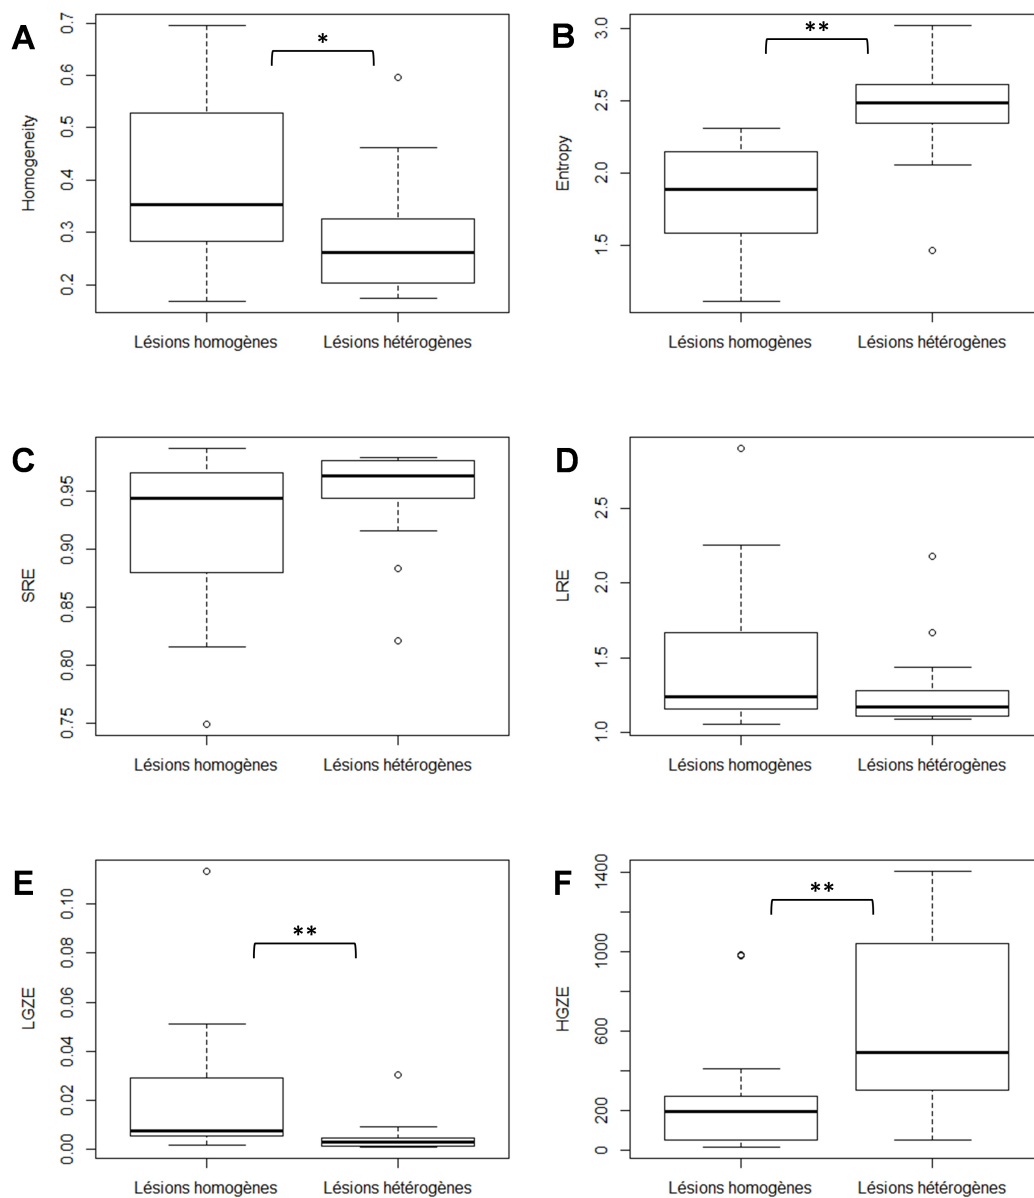 A
Homogeneity
0.2 0.3 0.4 0.5 0.6 0.7
*
Lésions homogènes Lésions hétérogènes
B
Entropy
1.5 2.0 2.5 3.0
**
Lésions homogènes Lésions hétérogènes
C
SRE
0.75 0.80 0.85 0.90 0.95
Lésions homogènes Lésions hétérogènes
D
LRE
1.0 1.5 2.0 2.5
Lésions homogènes Lésions hétérogènes
E
LGZE
0.00 0.02 0.04 0.06 0.08 0.10
**
Lésions homogènes Lésions hétérogènes
F
HGZE
0 200 600 1000 1400
**
Lésions homogènes Lésions hétérogènes